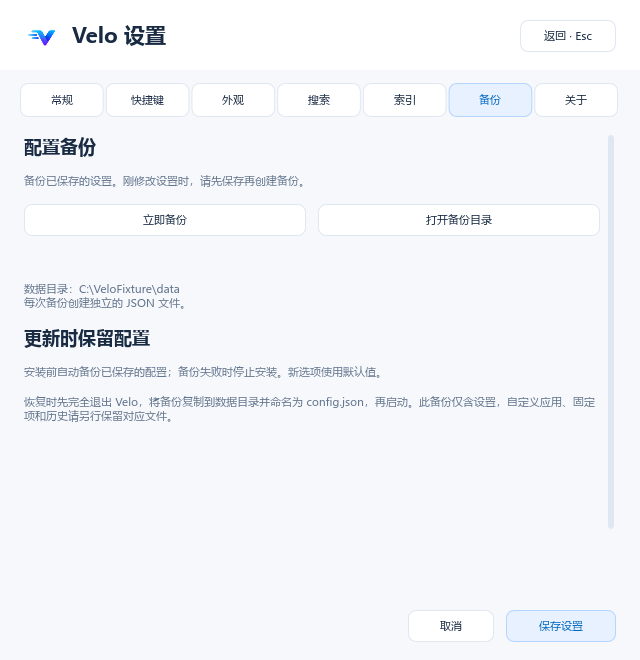 Velo 设置
返回 · Esc
常规
快捷键
外观
搜索
索引
备份
关于
配置备份
备份已保存的设置。刚修改设置时，请先保存再创建备份。
立即备份
打开备份目录
数据目录：C:\VeloFixture\data
每次备份创建独立的 JSON 文件。
更新时保留配置
安装前自动备份已保存的配置；备份失败时停止安装。新选项使用默认值。
恢复时先完全退出 Velo，将备份复制到数据目录并命名为 config.json，再启动。此备份仅含设置，自定义应用、固定
项和历史请另行保留对应文件。
取消
保存设置